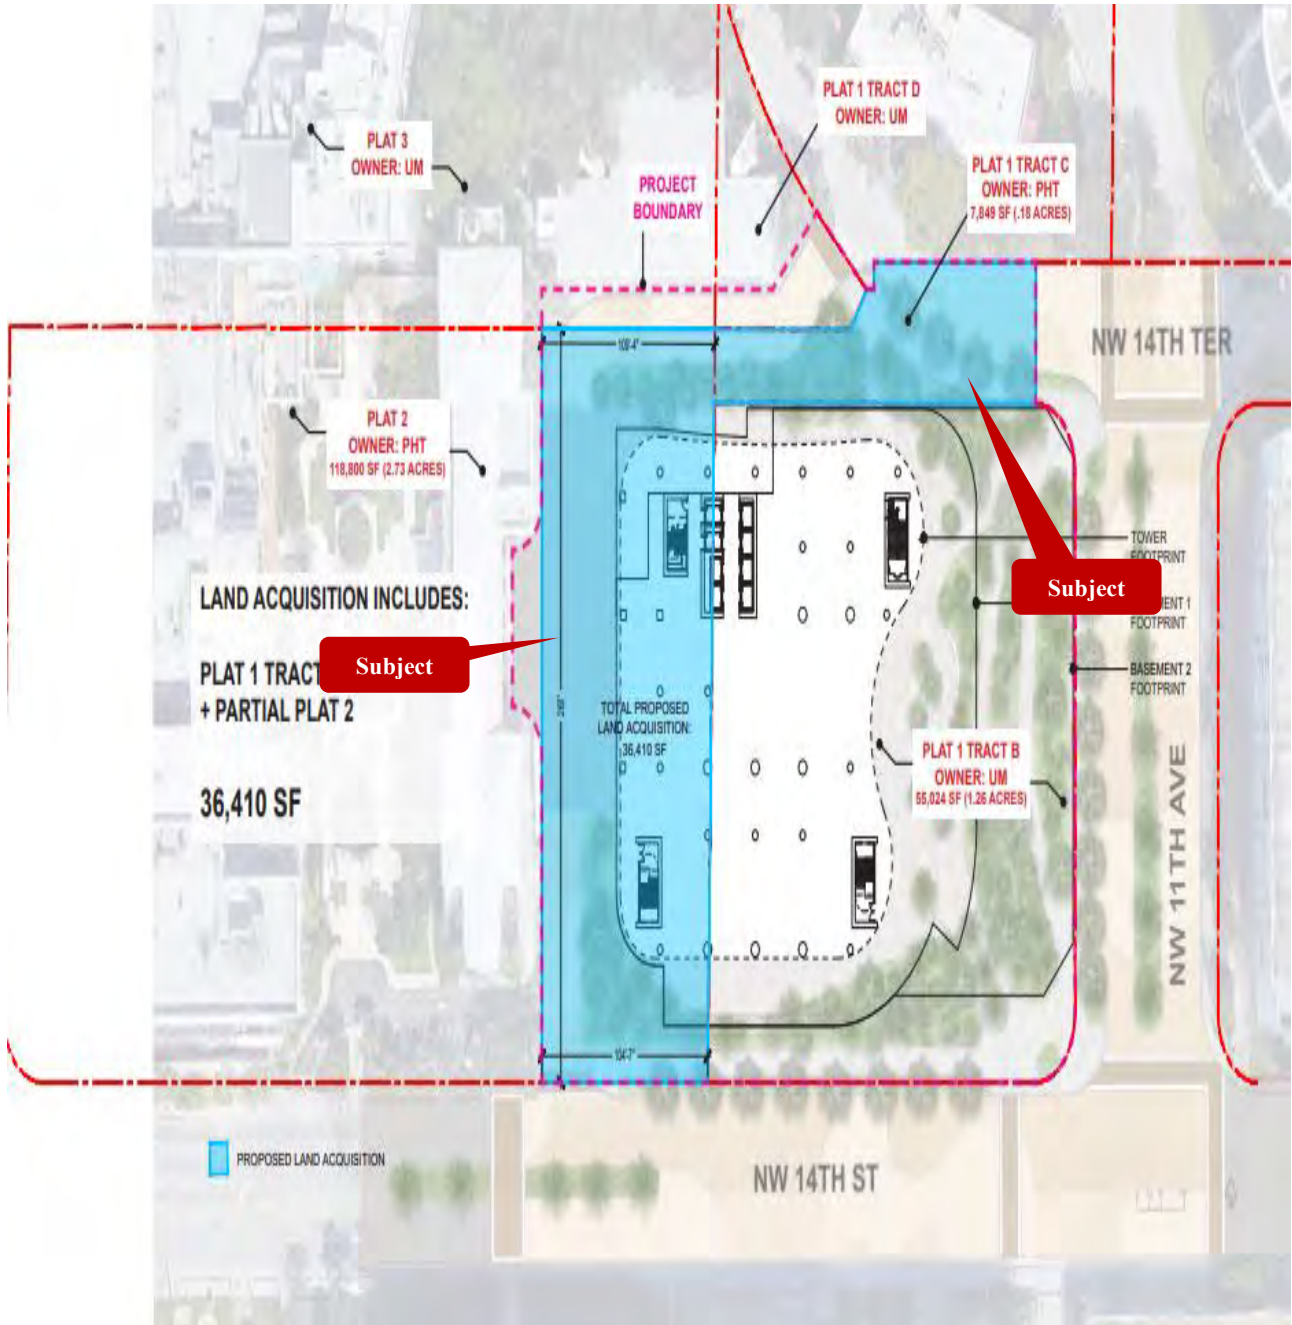 PLAT 1 TRACT D
OWNER: UM
PLAT 3
OWNER: UM
PLAT 1 TRACT C
OWNER: PHT
7,849 SF (.18 ACRES)
PROJECT
BOUNDARY
NW 14TH TER
PLAT 2
OWNER: PHT
118,800 SF (2.73 ACRES)
TOWER
FOOTPRINT
Subject
MENT 1
FOOTPRINT
LAND ACQUISITION INCLUDES:
PLAT 1 TRACT
Subject
+ PARTIAL PLAT 2
BASEMENT 2
FOOTPRINT
TOTAL PROPOSED
LAND ACQUISITION:
36,410 SF
PLAT 1 TRACT B
OWNER: UM
55,024 SF (1.26 ACRES)
36,410 SF
NW 11TH AVE
104'-7"
PROPOSED LAND ACQUISITION
NW 14TH ST